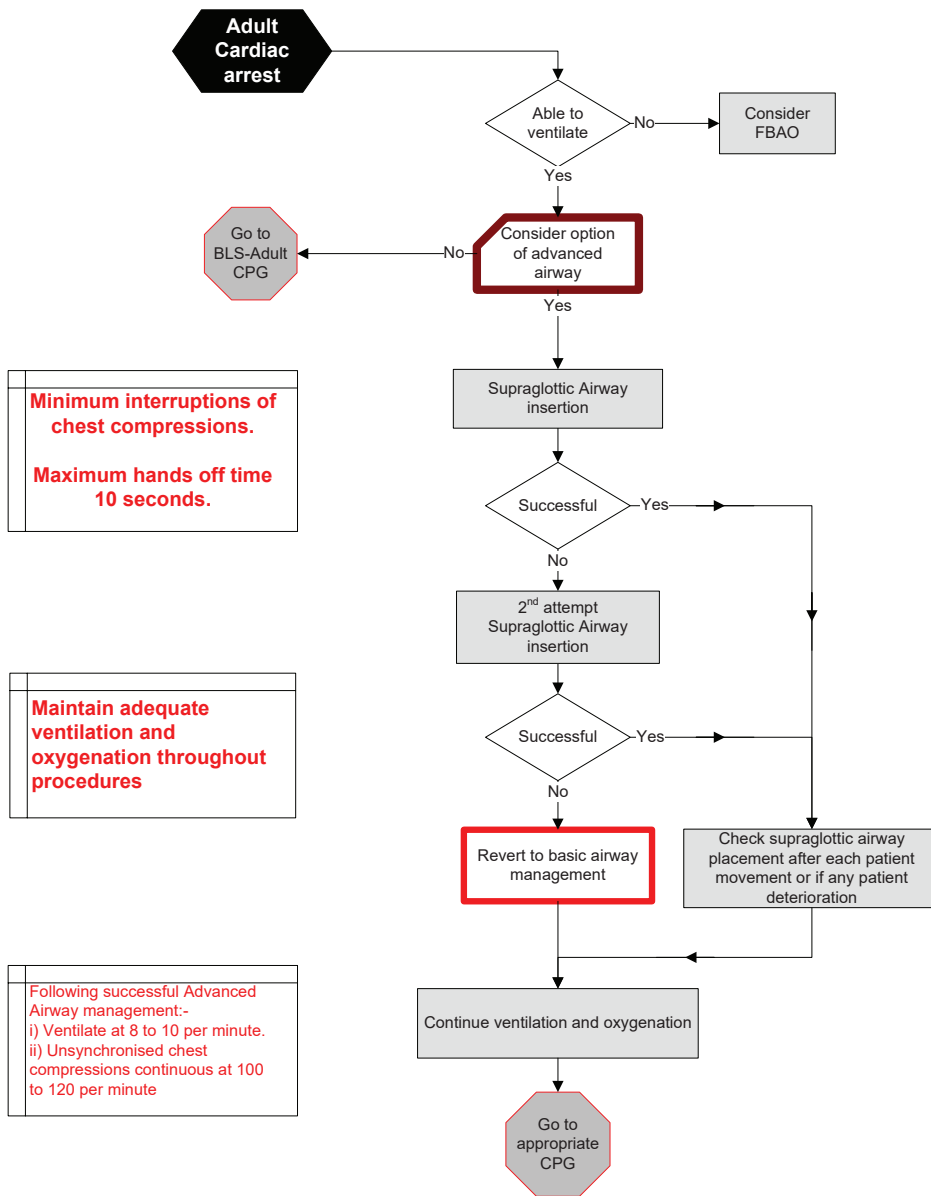 Adult
Cardiac
arrest
Able to
ventilate
No
Consider
FBAO
Yes
Go to
BLS-Adult
CPG
No
Consider option
of advanced
airway
Yes
Minimum interruptions of
chest compressions.
Maximum hands off time
10 seconds.
Supraglottic Airway
insertion
Successful
Yes
No
2nd attempt
Supraglottic Airway
insertion
Maintain adequate
ventilation and
oxygenation throughout
procedures
Successful
Yes
No
Revert to basic airway
management
Check supraglottic airway
placement after each patient
movement or if any patient
deterioration
Following successful Advanced
Airway management:-
i) Ventilate at 8 to 10 per minute.
ii) Unsynchronised chest
compressions continuous at 100
to 120 per minute
Continue ventilation and oxygenation
Go to
appropriate
CPG